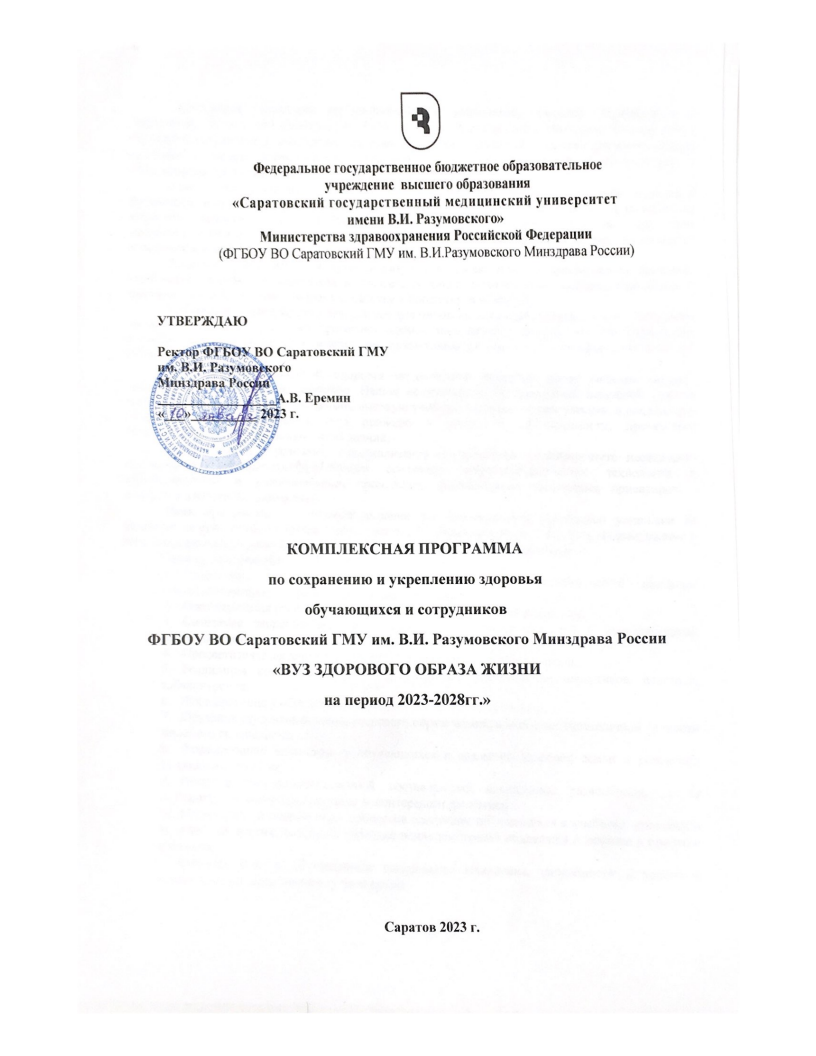 Федеральное государственное бюджетное образовательное
учреждение высшего образования
«Саратовский государственный медицинский университет
имени В.И. Разумовского»
Министерства здравоохранения Российской Федерации
(ФГБОУ ВО Саратовский ГМУ им. В.И.Разумовского Минздрава России)
УТВЕРЖДАЮ
Ректор ФГБОУ ВО Саратовский ГМУ
им. В.И. Разумовского
Минздрава России
А.В. Еремин
«10» января 2023 г.
КОМПЛЕКСНАЯ ПРОГРАММА
по сохранению и укреплению здоровья
обучающихся и сотрудников
ФГБОУ ВО Саратовский ГМУ им. В.И. Разумовского Минздрава России
«ВУЗ ЗДОРОВОГО ОБРАЗА ЖИЗНИ
на период 2023-2028гг.»
Саратов 2023 г.